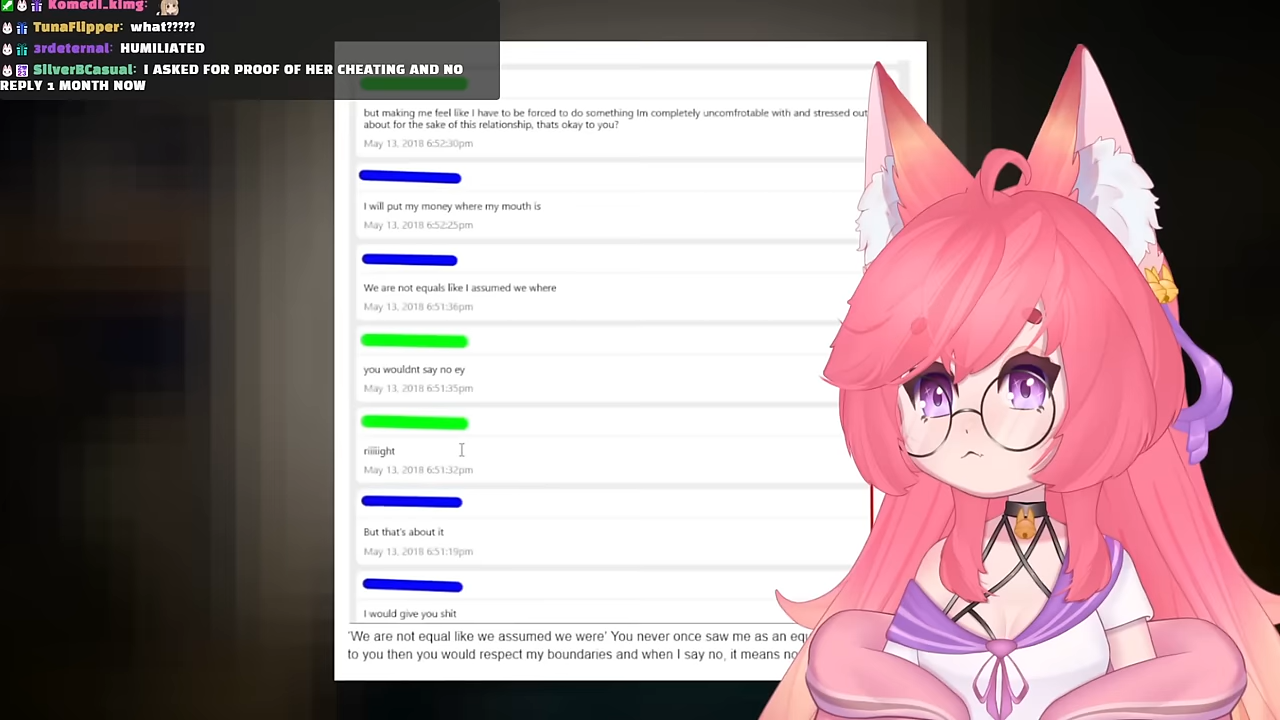 Komedi_kimg:
TunaFlipper: what?????
3rdeternal: HUMILIATED
SilverBCasual: I ASKED FOR PROOF OF HER CHEATING AND NO
REPLY 1 MONTH NOW
but making me feel like I have to be forced to do something Im completely uncomfrotable with and stressed out
about for the sake of this relationship, thats okay to you?
May 13, 2018 6:52:30pm
I will put my money where my mouth is
May 13, 2018 6:52:25pm
We are not equals like I assumed we where
May 13, 2018 6:51:36pm
you wouldnt say no ey
May 13, 2018 6:51:35pm
riiiiight
May 13, 2018 6:51:32pm
But that's about it
May 13, 2018 6:51:19pm
I would give you shit
'We are not equal like we assumed we were' You never once saw me as an
to you then you would respect my boundaries and when I say no, it means